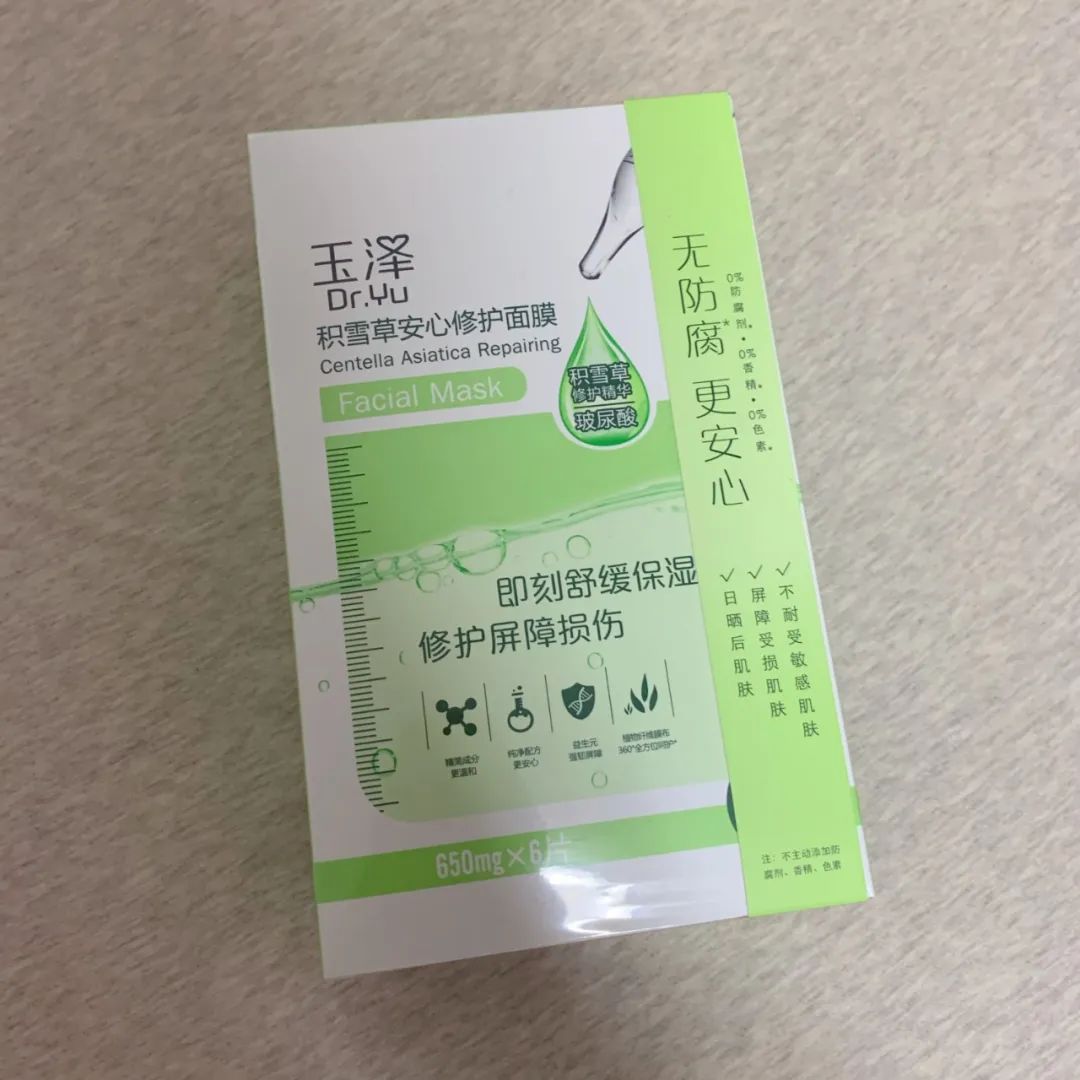 玉泽
Dr.Yu
积雪草安心修护面膜
Centella Asiatica Repairing
Facial Mask
积雪草
修护精华
玻尿酸
即刻舒缓保湿
修护屏障损伤
精简成分
更温和
纯净配方
更安心
益生元
强韧屏障
植物纤维膜布
360°全方位呵护*
650mg×6片
无防腐*更安心
0%防腐剂。·0%香精。·0%色素。
✓不耐受敏感肌肤
✓屏障受损肌肤
✓日晒后肌肤
注：不主动添加防
腐剂、香精、色素